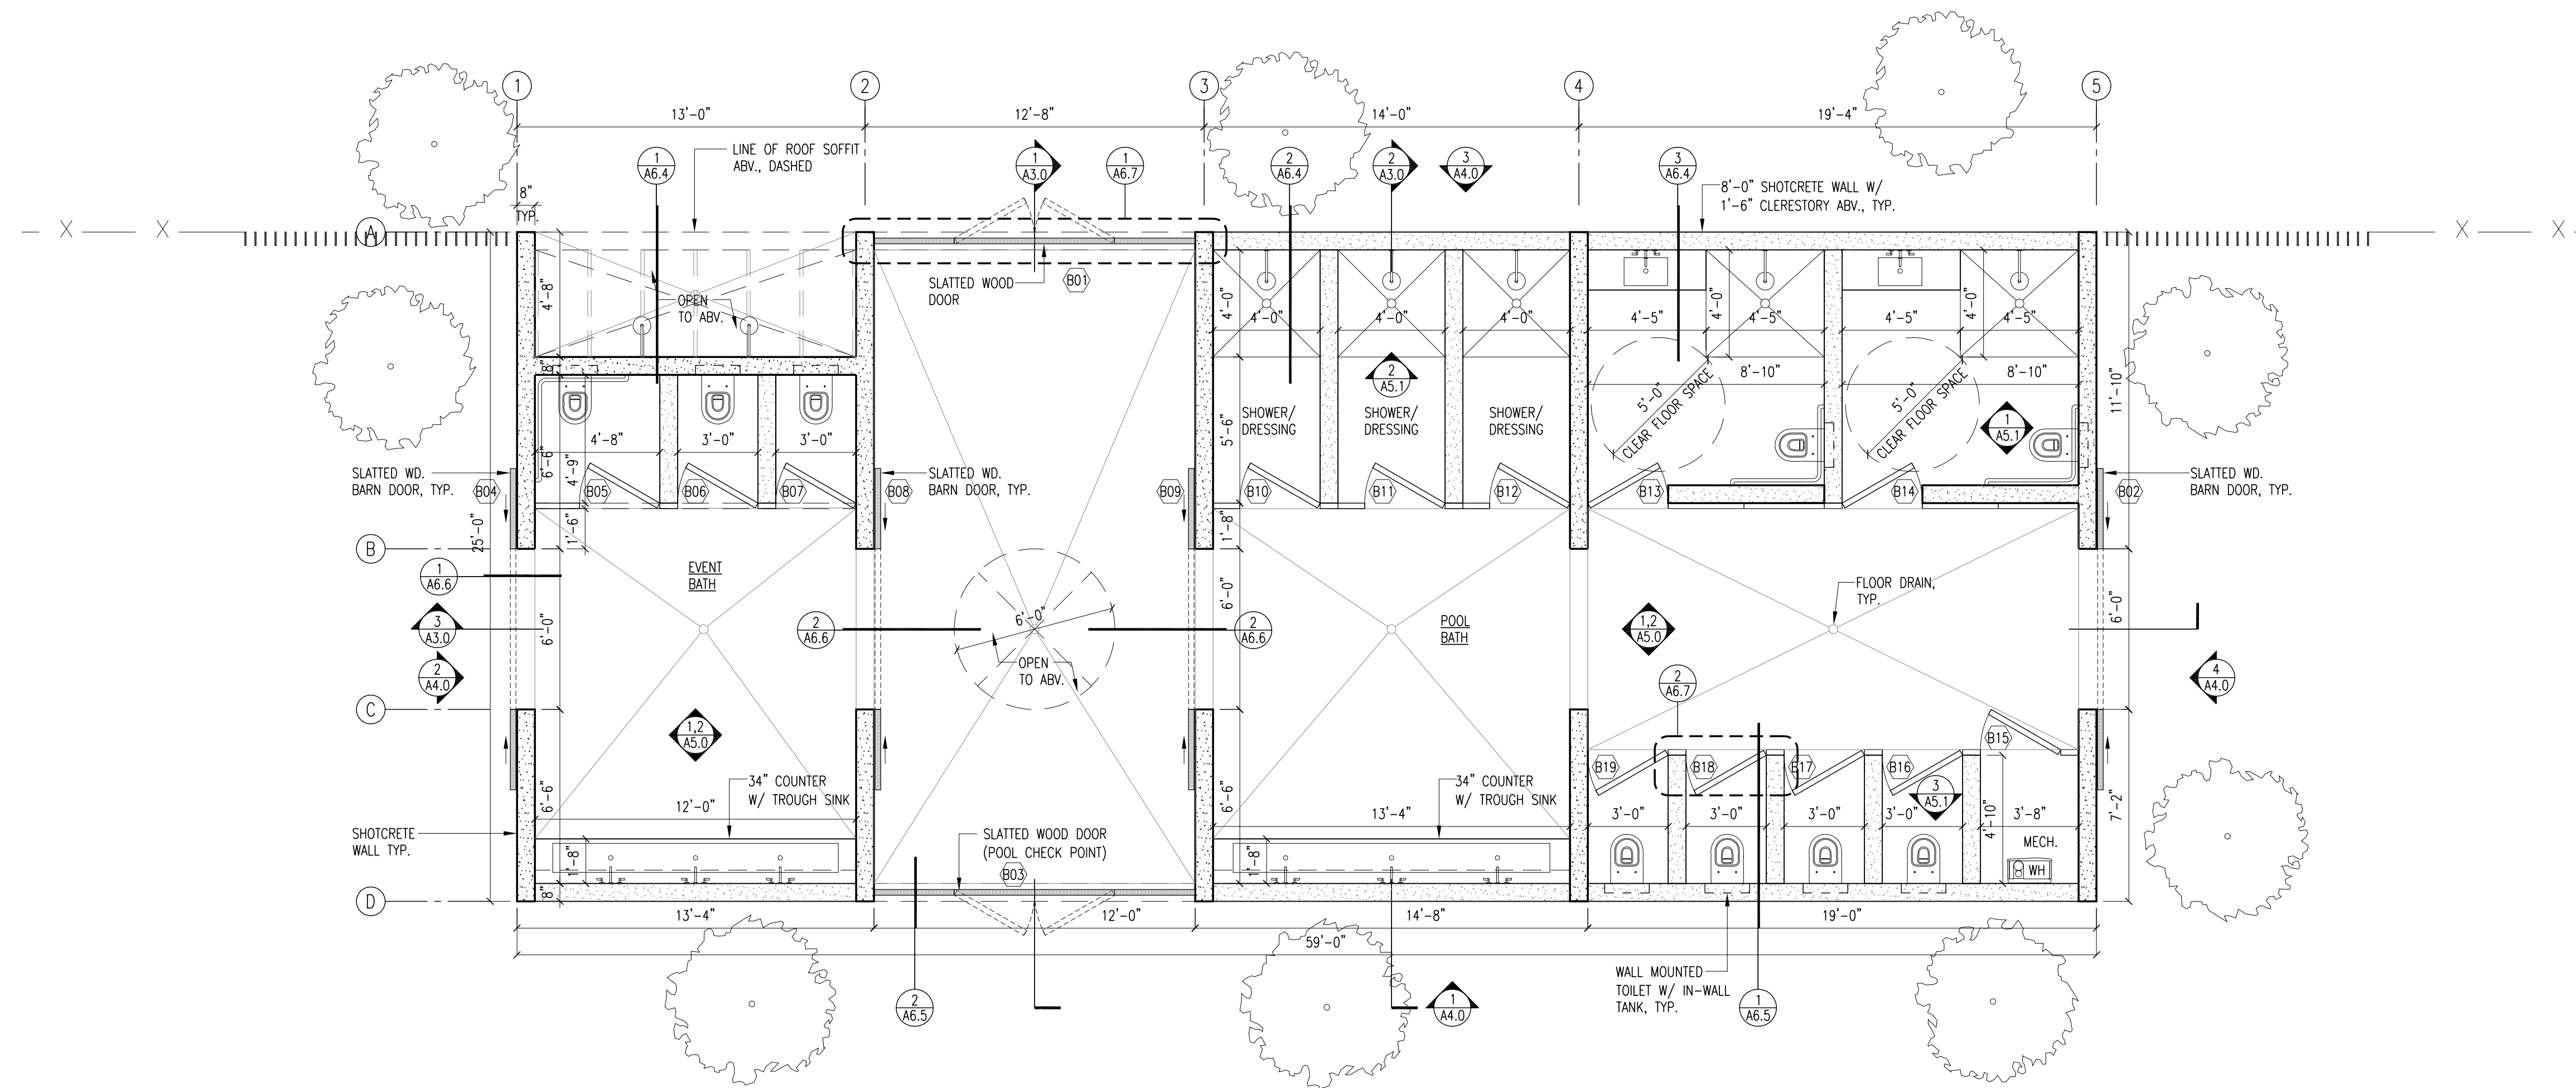 1
2
3
4
5
13'-0"
12'-8"
14'-0"
19'-4"
LINE OF ROOF SOFFIT
ABV., DASHED
1
A6.4
1
A3.0
1
A6.7
2
A6.4
2
A3.0
3
A4.0
3
A6.4
8'-0" SHOTCRETE WALL W/
1'-6" CLERESTORY ABV., TYP.
8"
TYP.
X
X
A
X
X
4'-8"
OPEN
TO ABV.
SLATTED WOOD
DOOR
B01
4'-0"
4'-0"
4'-0"
4'-0"
4'-5"
4'-0"
4'-5"
4'-5"
4'-0"
4'-5"
8"
2
A5.1
8'-10"
8'-10"
11'-10"
5'-0"
CLEAR FLOOR SPACE
5'-0"
CLEAR FLOOR SPACE
1
A5.1
5'-6"
SHOWER/
DRESSING
SHOWER/
DRESSING
SHOWER/
DRESSING
4'-8"
3'-0"
3'-0"
6'-6"
4'-9"
SLATTED WD.
BARN DOOR, TYP.
SLATTED WD.
BARN DOOR, TYP.
SLATTED WD.
BARN DOOR, TYP.
B04
B05
B06
B07
B08
B09
B10
B11
B12
B13
B14
B02
25'-0"
1'-6"
1'-8"
B
1
A6.6
EVENT
BATH
FLOOR DRAIN,
TYP.
6'-0"
6'-0"
6'-0"
6'-0"
3
A3.0
2
A6.6
2
A6.6
POOL
BATH
1,2
A5.0
OPEN
TO ABV.
2
A4.0
2
A6.7
4
A4.0
C
1,2
A5.0
B15
B19
B18
B17
B16
34" COUNTER
W/ TROUGH SINK
34" COUNTER
W/ TROUGH SINK
3
A5.1
6'-6"
12'-0"
6'-6"
13'-4"
3'-0"
3'-0"
3'-0"
3'-0"
4'-10"
3'-8"
7'-2"
SHOTCRETE
WALL TYP.
SLATTED WOOD DOOR
(POOL CHECK POINT)
B03
MECH.
WH
1'-8"
1'-8"
8"
D
13'-4"
12'-0"
14'-8"
19'-0"
59'-0"
WALL MOUNTED
TOILET W/ IN-WALL
TANK, TYP.
2
A6.5
1
A4.0
1
A6.5